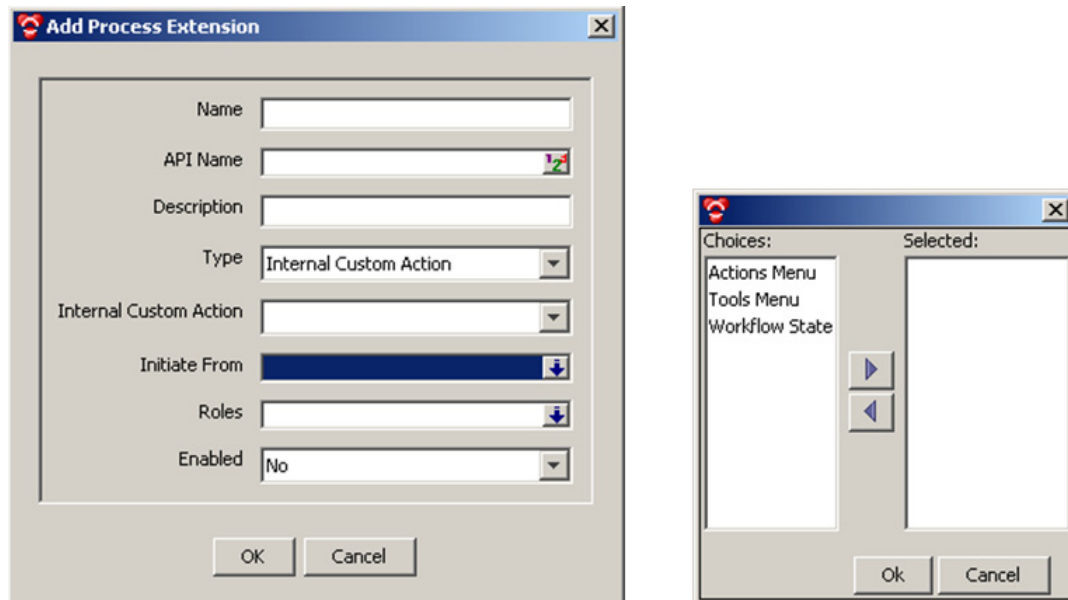 Add Process Extension
Name
API Name
Description
Type Internal Custom Action
Internal Custom Action
Initiate From
Roles
Enabled No
OK Cancel
Choices: Selected:
Actions Menu
Tools Menu
Workflow State
Ok Cancel